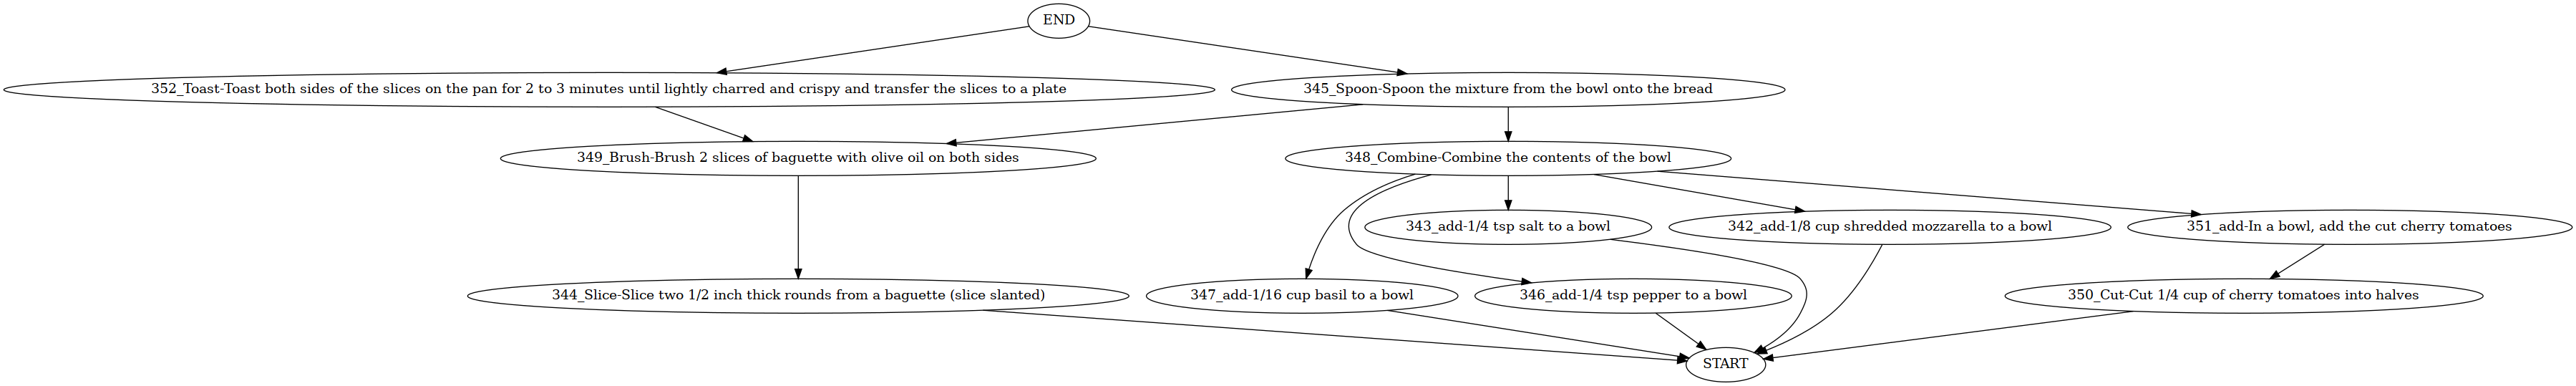 END
352_Toast-Toast both sides of the slices on the pan for 2 to 3 minutes until lightly charred and crispy and transfer the slices to a plate
345_Spoon-Spoon the mixture from the bowl onto the bread
349_Brush-Brush 2 slices of baguette with olive oil on both sides
348_Combine-Combine the contents of the bowl
343_add-1/4 tsp salt to a bowl
342_add-1/8 cup shredded mozzarella to a bowl
351_add-In a bowl, add the cut cherry tomatoes
344_Slice-Slice two 1/2 inch thick rounds from a baguette (slice slanted)
347_add-1/16 cup basil to a bowl
346_add-1/4 tsp pepper to a bowl
350_Cut-Cut 1/4 cup of cherry tomatoes into halves
START